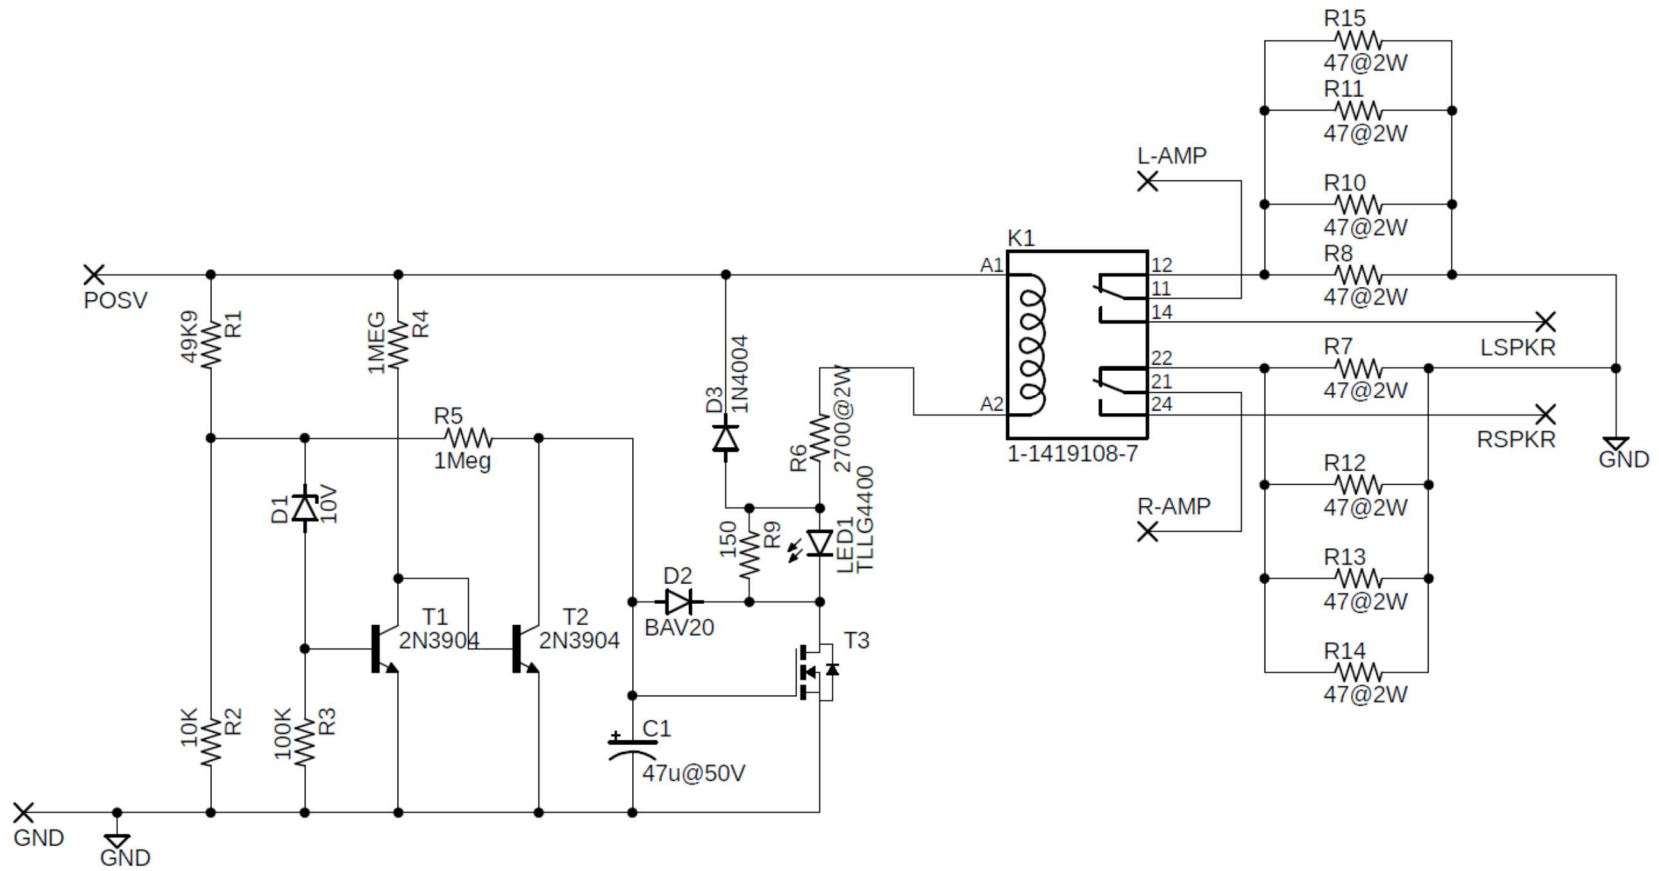 R15
47@2W
R11
47@2W
L-AMP
R10
47@2W
K1
R8
47@2W
A1
12
11
14
POSV
49K9
R1
1MEG
R4
LSPKR
R7
47@2W
22
21
24
A2
D3
1N4004
R6
2700@2W
R5
1Meg
RSPKR
GND
1-1419108-7
R12
47@2W
D1
10V
150
R9
LED1
TLLG4400
R-AMP
R13
47@2W
D2
BAV20
T1
2N3904
T2
2N3904
T3
R14
47@2W
10K
R2
100K
R3
+
C1
47u@50V
GND
GND